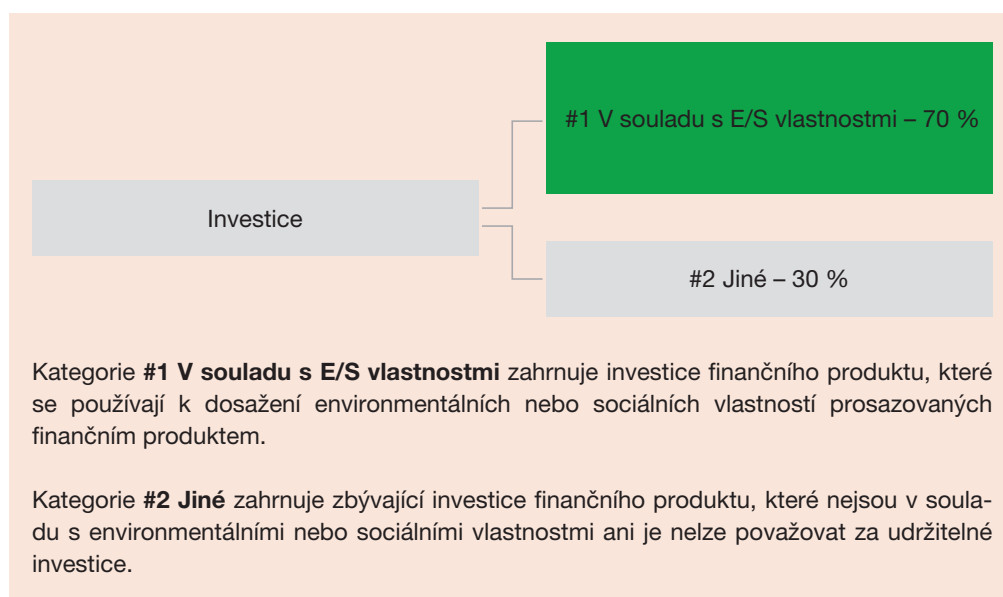 #1 V souladu s E/S vlastnostmi – 70 %
Investice
#2 Jiné – 30 %
Kategorie #1 V souladu s E/S vlastnostmi zahrnuje investice finančního produktu, které
se používají k dosažení environmentálních nebo sociálních vlastností prosazovaných
finančním produktem.
Kategorie #2 Jiné zahrnuje zbývající investice finančního produktu, které nejsou v soula-
du s environmentálními nebo sociálními vlastnostmi ani je nelze považovat za udržitelné
investice.